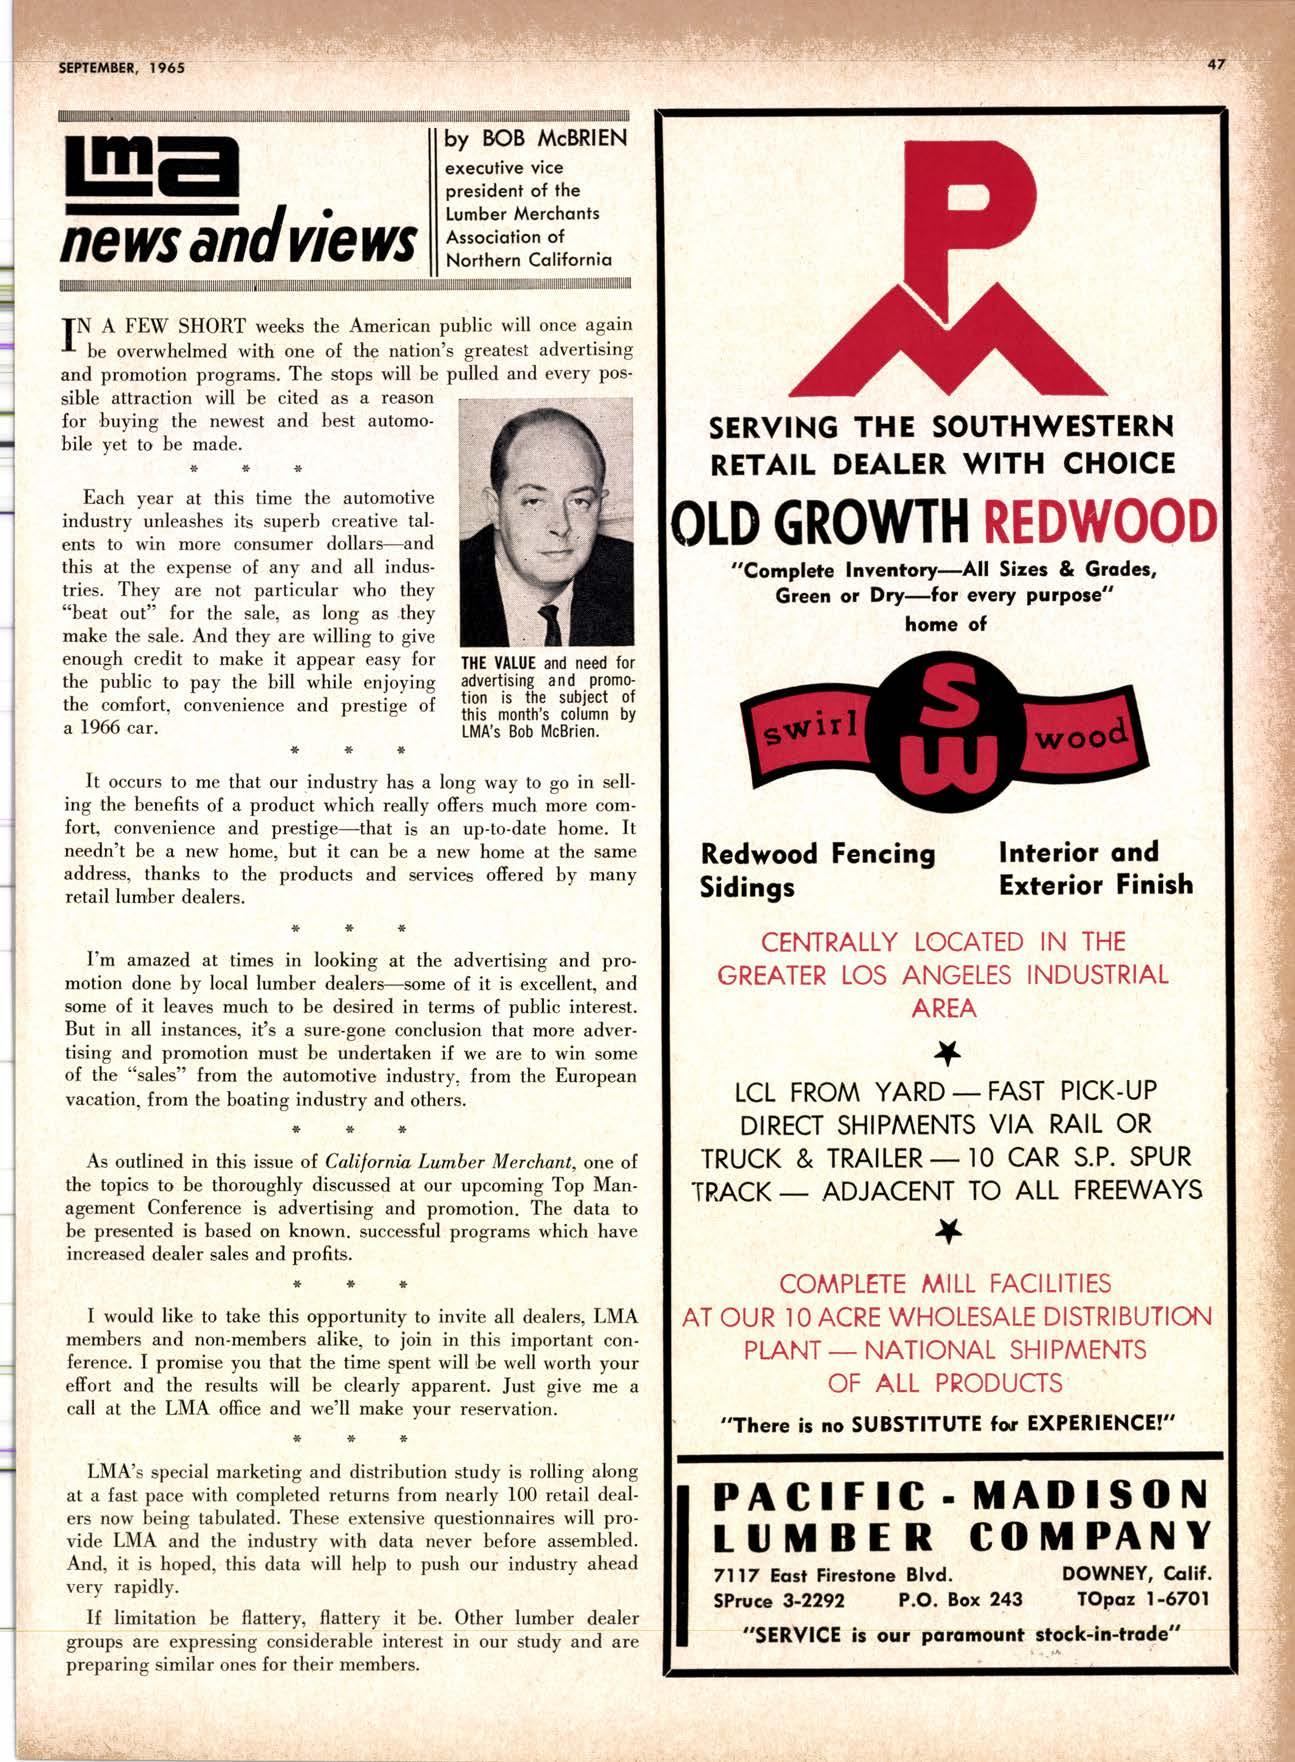 SEPTEMBER, 1965
47
Lma
news and views
by BOB McBRIEN
executive vice
president of the
Lumber Merchants
Association of
Northern California
IN A FEW SHORT weeks the American public will once again
be overwhelmed with one of the nation's greatest advertising
and promotion programs. The stops will be pulled and every pos-
sible attraction will be cited as a reason
for buying the newest and best automo-
bile yet to be made.
* * *
Each year at this time the automotive
industry unleashes its superb creative tal-
ents to win more consumer dollars—and
this at the expense of any and all indus-
tries. They are not particular who they
"beat out" for the sale, as long as they
make the sale. And they are willing to give
enough credit to make it appear easy for
the public to pay the bill while enjoying
the comfort, convenience and prestige of
a 1966 car.
THE VALUE and need for
advertising and promo-
tion is the subject of
this month's column by
LMA's Bob McBrien.
* * *
It occurs to me that our industry has a long way to go in sell-
ing the benefits of a product which really offers much more com-
fort, convenience and prestige—that is an up-to-date home. It
needn't be a new home, but it can be a new home at the same
address, thanks to the products and services offered by many
retail lumber dealers.
* * *
I'm amazed at times in looking at the advertising and pro-
motion done by local lumber dealers—some of it is excellent, and
some of it leaves much to be desired in terms of public interest.
But in all instances, it's a sure-gone conclusion that more adver-
tising and promotion must be undertaken if we are to win some
of the "sales" from the automotive industry, from the European
vacation, from the boating industry and others.
* * *
As outlined in this issue of California Lumber Merchant, one of
the topics to be thoroughly discussed at our upcoming Top Man-
agement Conference is advertising and promotion. The data to
be presented is based on known. successful programs which have
increased dealer sales and profits.
* * *
I would like to take this opportunity to invite all dealers, LMA
members and non-members alike, to join in this important con-
ference. I promise you that the time spent will be well worth your
effort and the results will be clearly apparent. Just give me a
call at the LMA office and we'll make your reservation.
* * *
LMA's special marketing and distribution study is rolling along
at a fast pace with completed returns from nearly 100 retail deal-
ers now being tabulated. These extensive questionnaires will pro-
vide LMA and the industry with data never before assembled.
And, it is hoped, this data will help to push our industry ahead
very rapidly.
If limitation be flattery, flattery it be. Other lumber dealer
groups are expressing considerable interest in our study and are
preparing similar ones for their members.
P
M
SERVING THE SOUTHWESTERN
RETAIL DEALER WITH CHOICE
OLD GROWTH REDWOOD
"Complete Inventory—All Sizes & Grades,
Green or Dry—for every purpose"
home of
swirl SW wood
Redwood Fencing
Sidings
Interior and
Exterior Finish
CENTRALLY LOCATED IN THE
GREATER LOS ANGELES INDUSTRIAL
AREA
★
LCL FROM YARD — FAST PICK-UP
DIRECT SHIPMENTS VIA RAIL OR
TRUCK & TRAILER — 10 CAR S.P. SPUR
TRACK — ADJACENT TO ALL FREEWAYS
★
COMPLETE MILL FACILITIES
AT OUR 10 ACRE WHOLESALE DISTRIBUTION
PLANT — NATIONAL SHIPMENTS
OF ALL PRODUCTS
"There is no SUBSTITUTE for EXPERIENCE!"
PACIFIC - MADISON
LUMBER COMPANY
7117 East Firestone Blvd. DOWNEY, Calif.
SPruce 3-2292 P.O. Box 243 TOpaz 1-6701
"SERVICE is our paramount stock-in-trade"